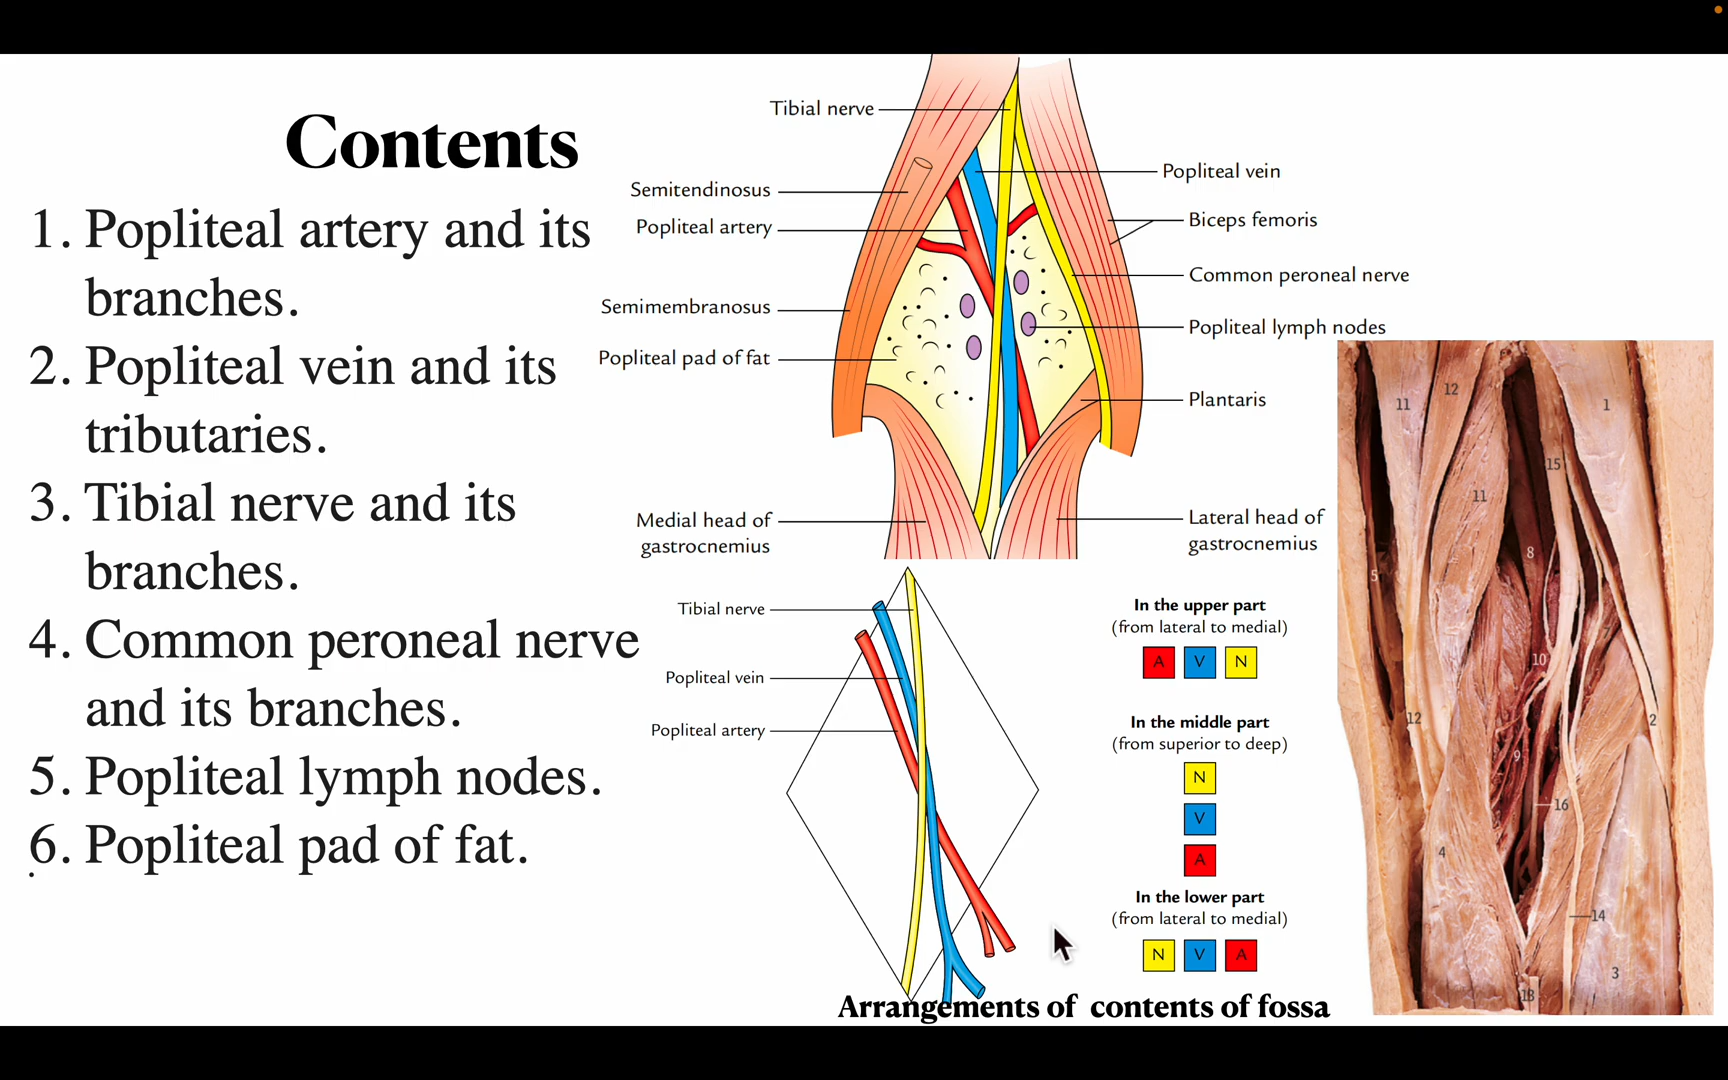 Contents
1. Popliteal artery and its
branches.
2. Popliteal vein and its
tributaries.
3. Tibial nerve and its
branches.
4. Common peroneal nerve
and its branches.
5. Popliteal lymph nodes.
6. Popliteal pad of fat.
.
Tibial nerve
Semitendinosus
Popliteal artery
Semimembranosus
Popliteal pad of fat
Medial head of
gastrocnemius
Popliteal vein
Biceps femoris
Common peroneal nerve
Popliteal lymph nodes
Plantaris
Lateral head of
gastrocnemius
Tibial nerve
Popliteal vein
Popliteal artery
In the upper part
(from lateral to medial)
A V N
In the middle part
(from superior to deep)
N
V
A
In the lower part
(from lateral to medial)
N V A
Arrangements of contents of fossa
12
11
1
15
11
8
5
7
10
12
2
9
16
4
14
3
13